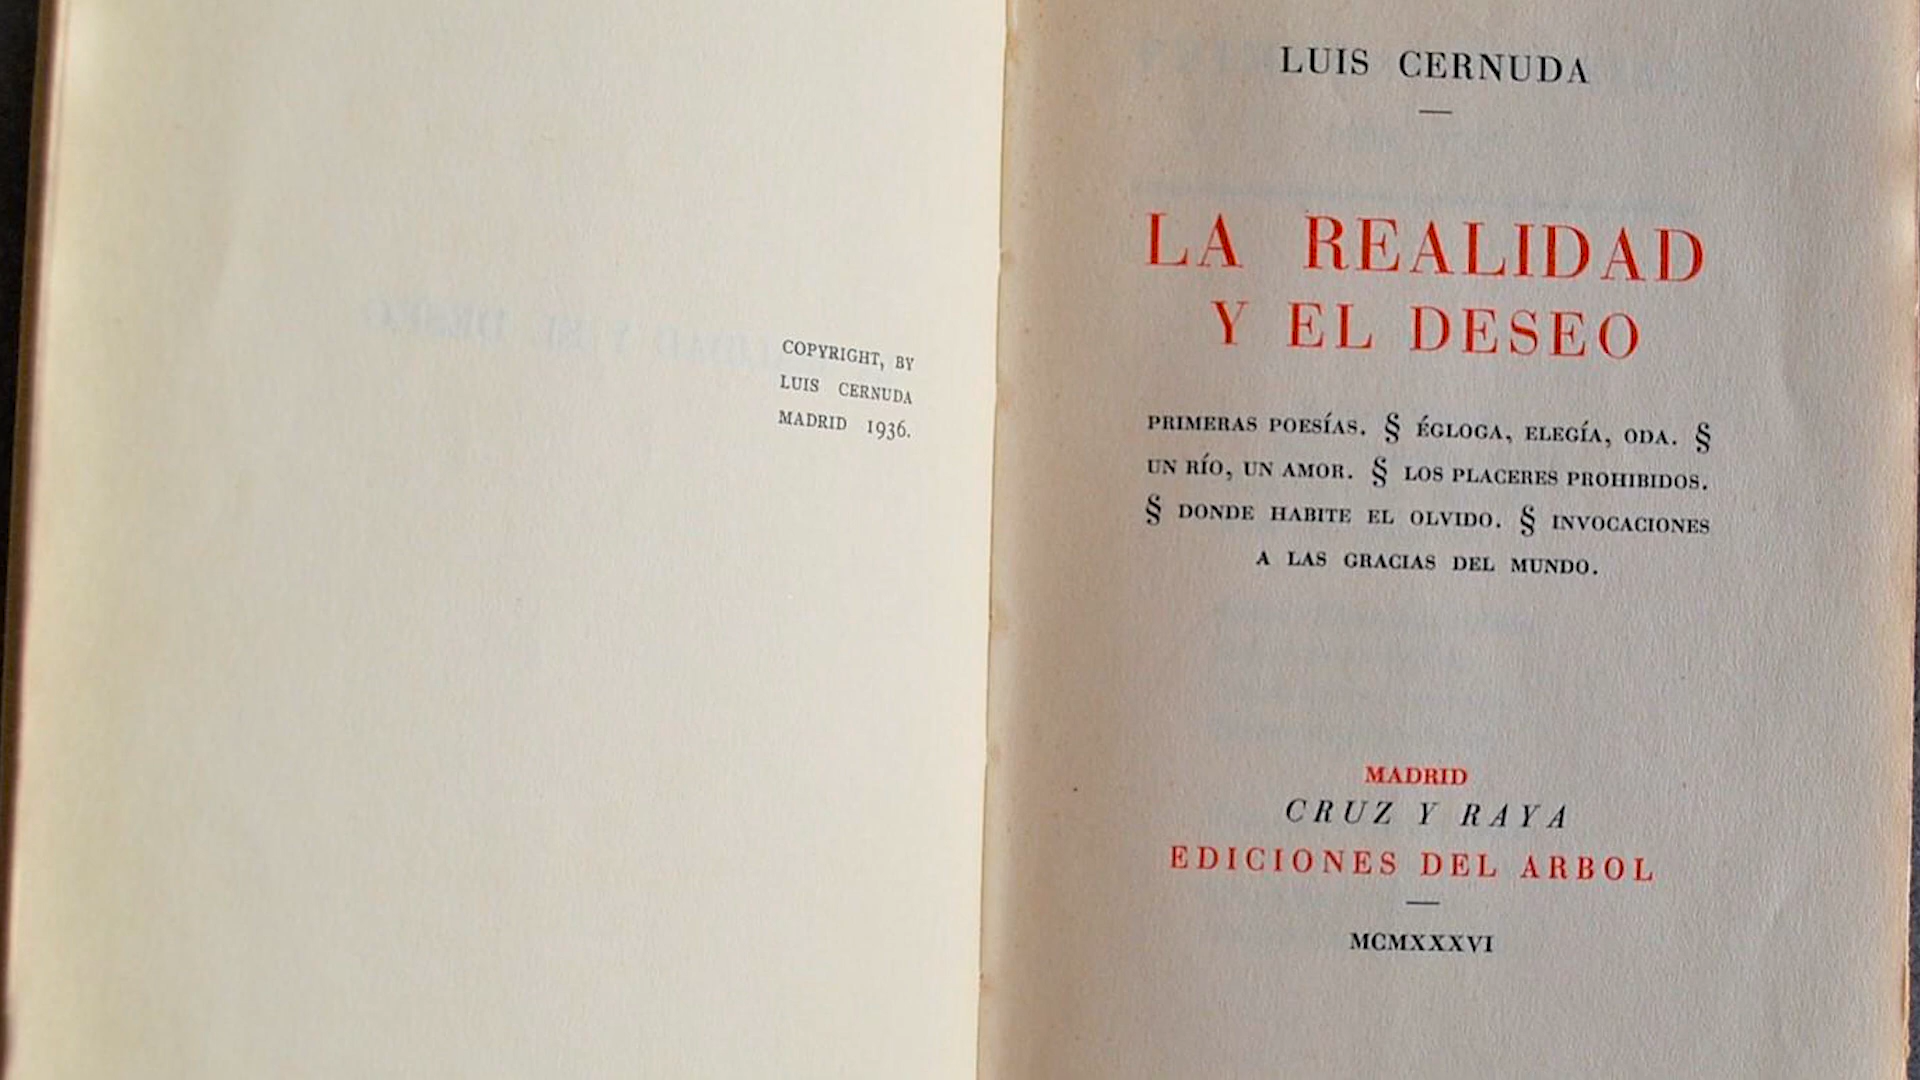 COPYRIGHT, BY
LUIS CERNUDA
MADRID 1936.
LUIS CERNUDA
LA REALIDAD
Y EL DESEO
PRIMERAS POESÍAS. § ÉGLOGA, ELEGÍA, ODA. §
UN RÍO, UN AMOR. § LOS PLACERES PROHIBIDOS.
§ DONDE HABITE EL OLVIDO. § INVOCACIONES
A LAS GRACIAS DEL MUNDO.
MADRID
CRUZ Y RAYA
EDICIONES DEL ARBOL
MCMXXXVI